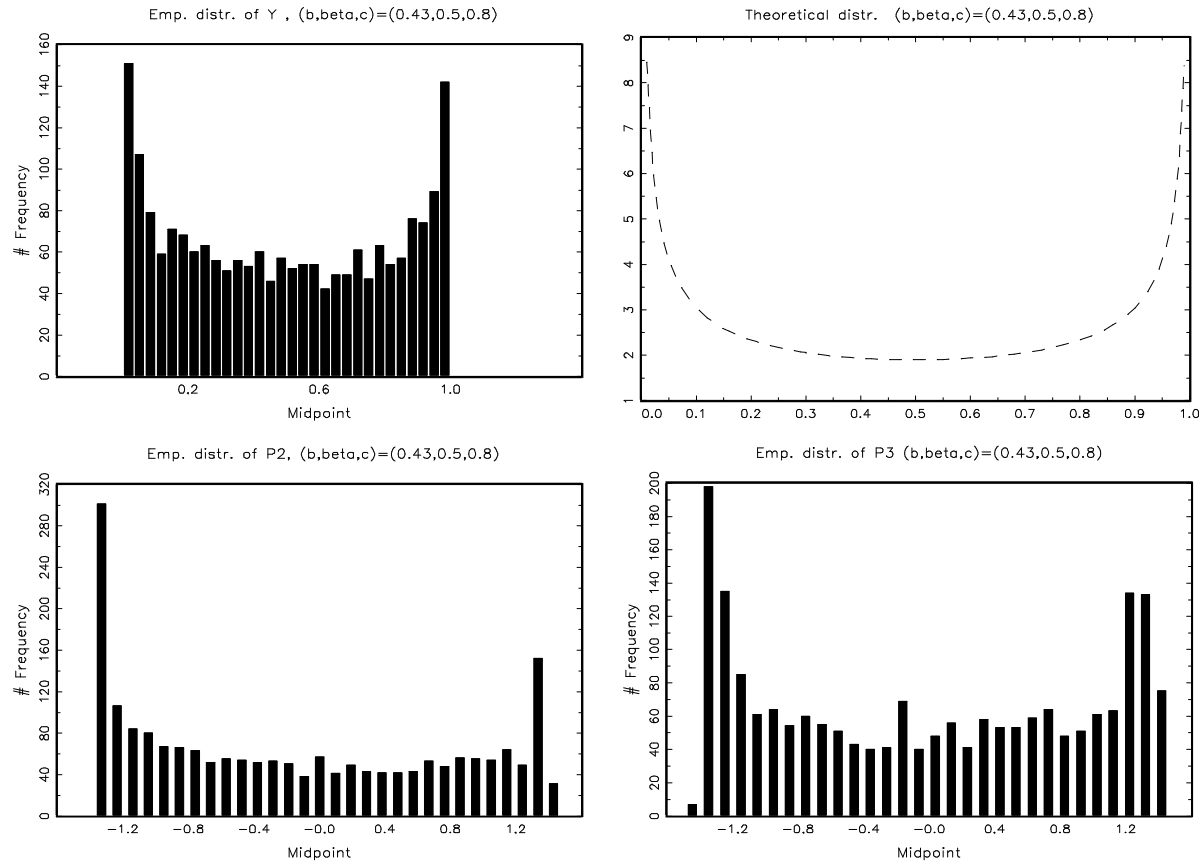 Emp. distr. of Y , (b,beta,c)=(0.43,0.5,0.8)
# Frequency
160
140
120
100
80
60
40
20
0
0.2 0.6 1.0
Midpoint
Theoretical distr. (b,beta,c)=(0.43,0.5,0.8)
9
8
7
6
5
4
3
2
1
0.0 0.1 0.2 0.3 0.4 0.5 0.6 0.7 0.8 0.9 1.0
Emp. distr. of P2, (b,beta,c)=(0.43,0.5,0.8)
# Frequency
320
280
240
200
160
120
80
40
0
−1.2 −0.8 −0.4 −0.0 0.4 0.8 1.2
Midpoint
Emp. distr. of P3 (b,beta,c)=(0.43,0.5,0.8)
# Frequency
200
180
160
140
120
100
80
60
40
20
0
−1.2 −0.8 −0.4 −0.0 0.4 0.8 1.2
Midpoint